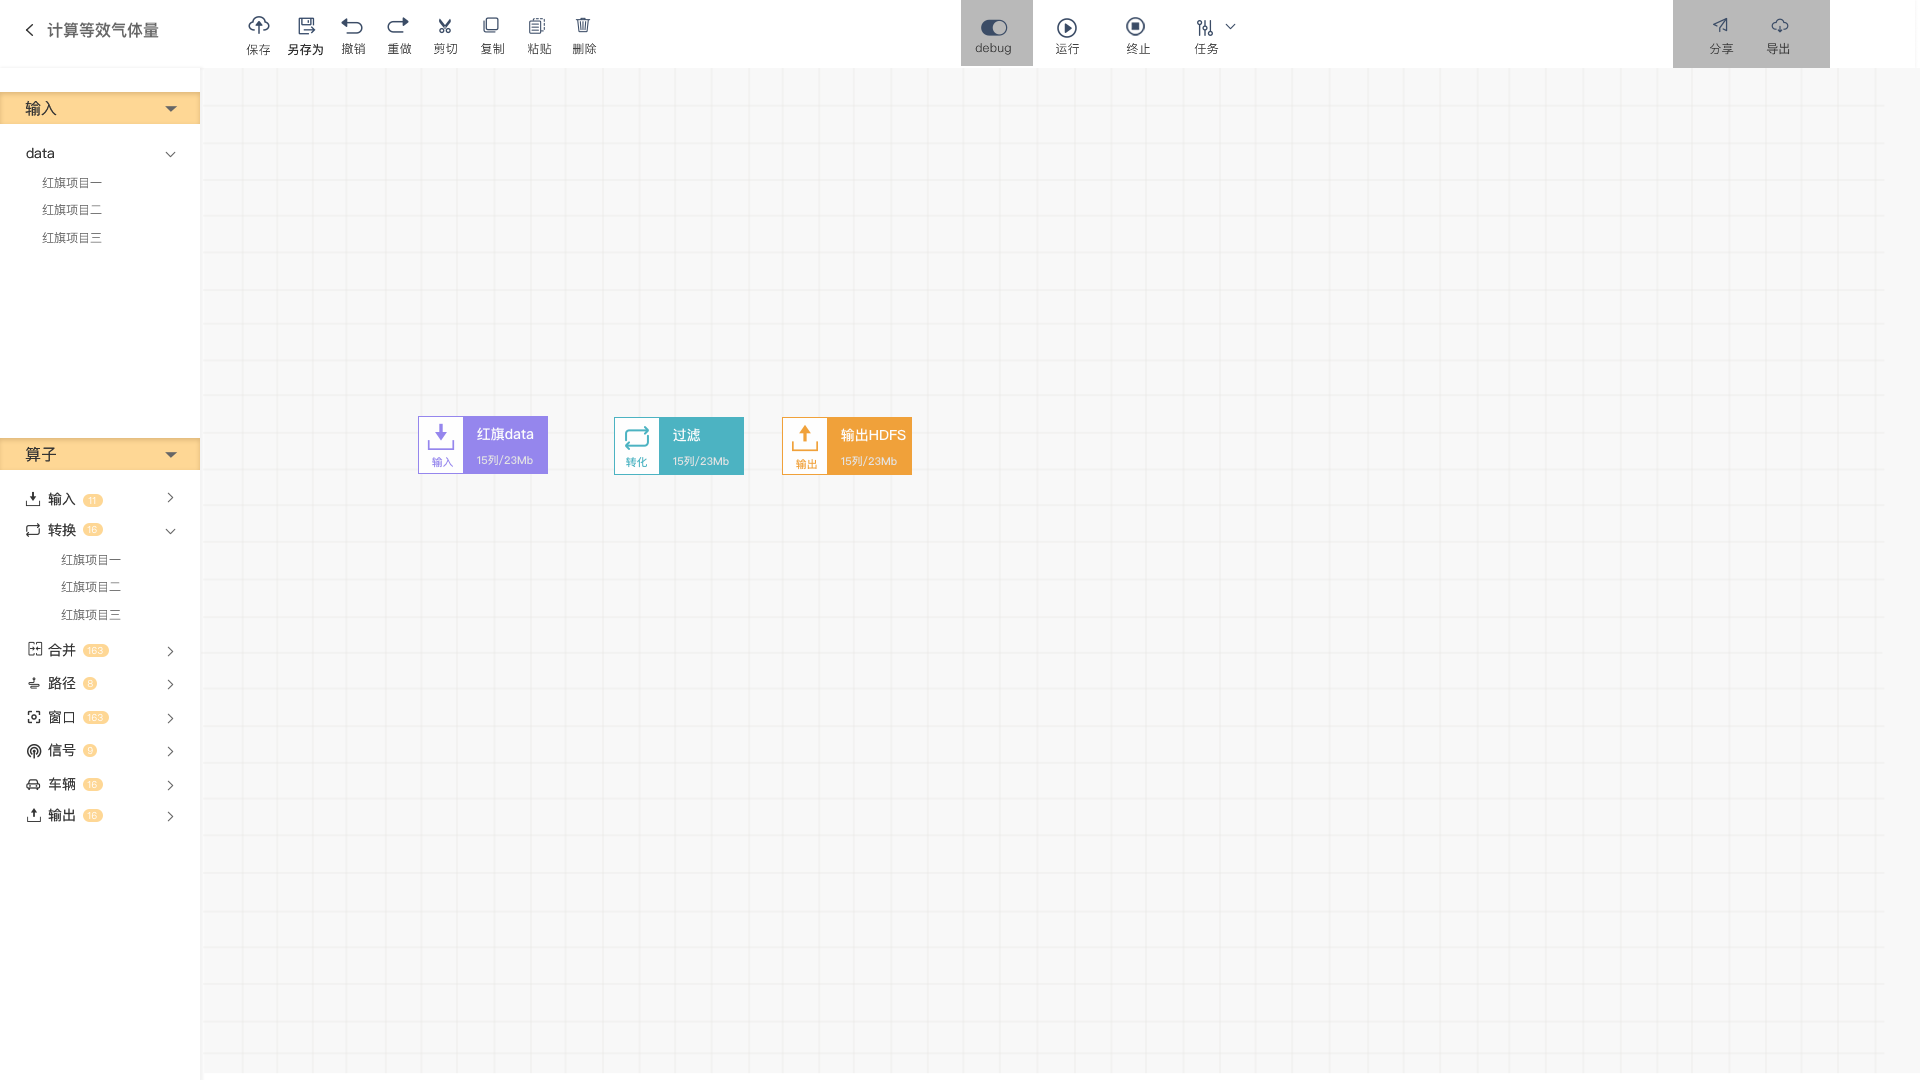 计算等效气体量
保存 另存为 撤销 重做 剪切 复制 粘贴 删除
debug 运行 终止 任务
分享 导出
输入
data
红旗项目一
红旗项目二
红旗项目三
算子
输入 11
转换 16
红旗项目一
红旗项目二
红旗项目三
合并 163
路径 8
窗口 163
信号 9
车辆 16
输出 16
输入
红旗data
15列/23Mb
转化
过滤
15列/23Mb
输出
输出HDFS
15列/23Mb